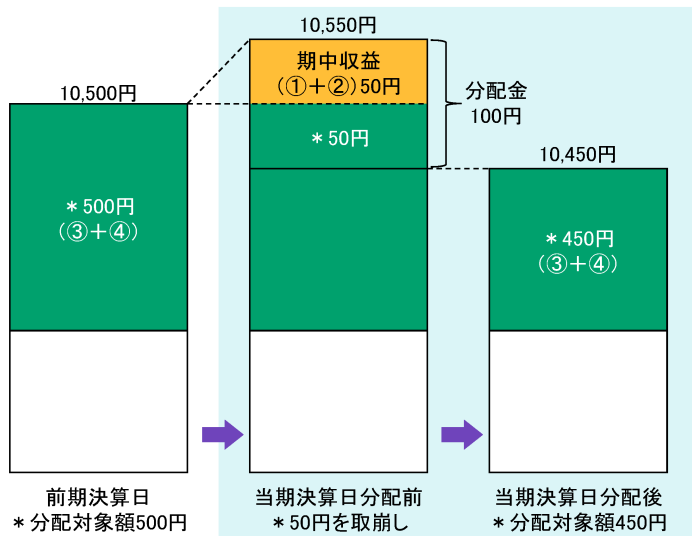 10,550円
期中収益
(①+②)50円
分配金
100円
10,500円
*50円
10,450円
*500円
(③+④)
*450円
(③+④)
前期決算日
*分配対象額500円
当期決算日分配前
*50円を取崩し
当期決算日分配後
*分配対象額450円